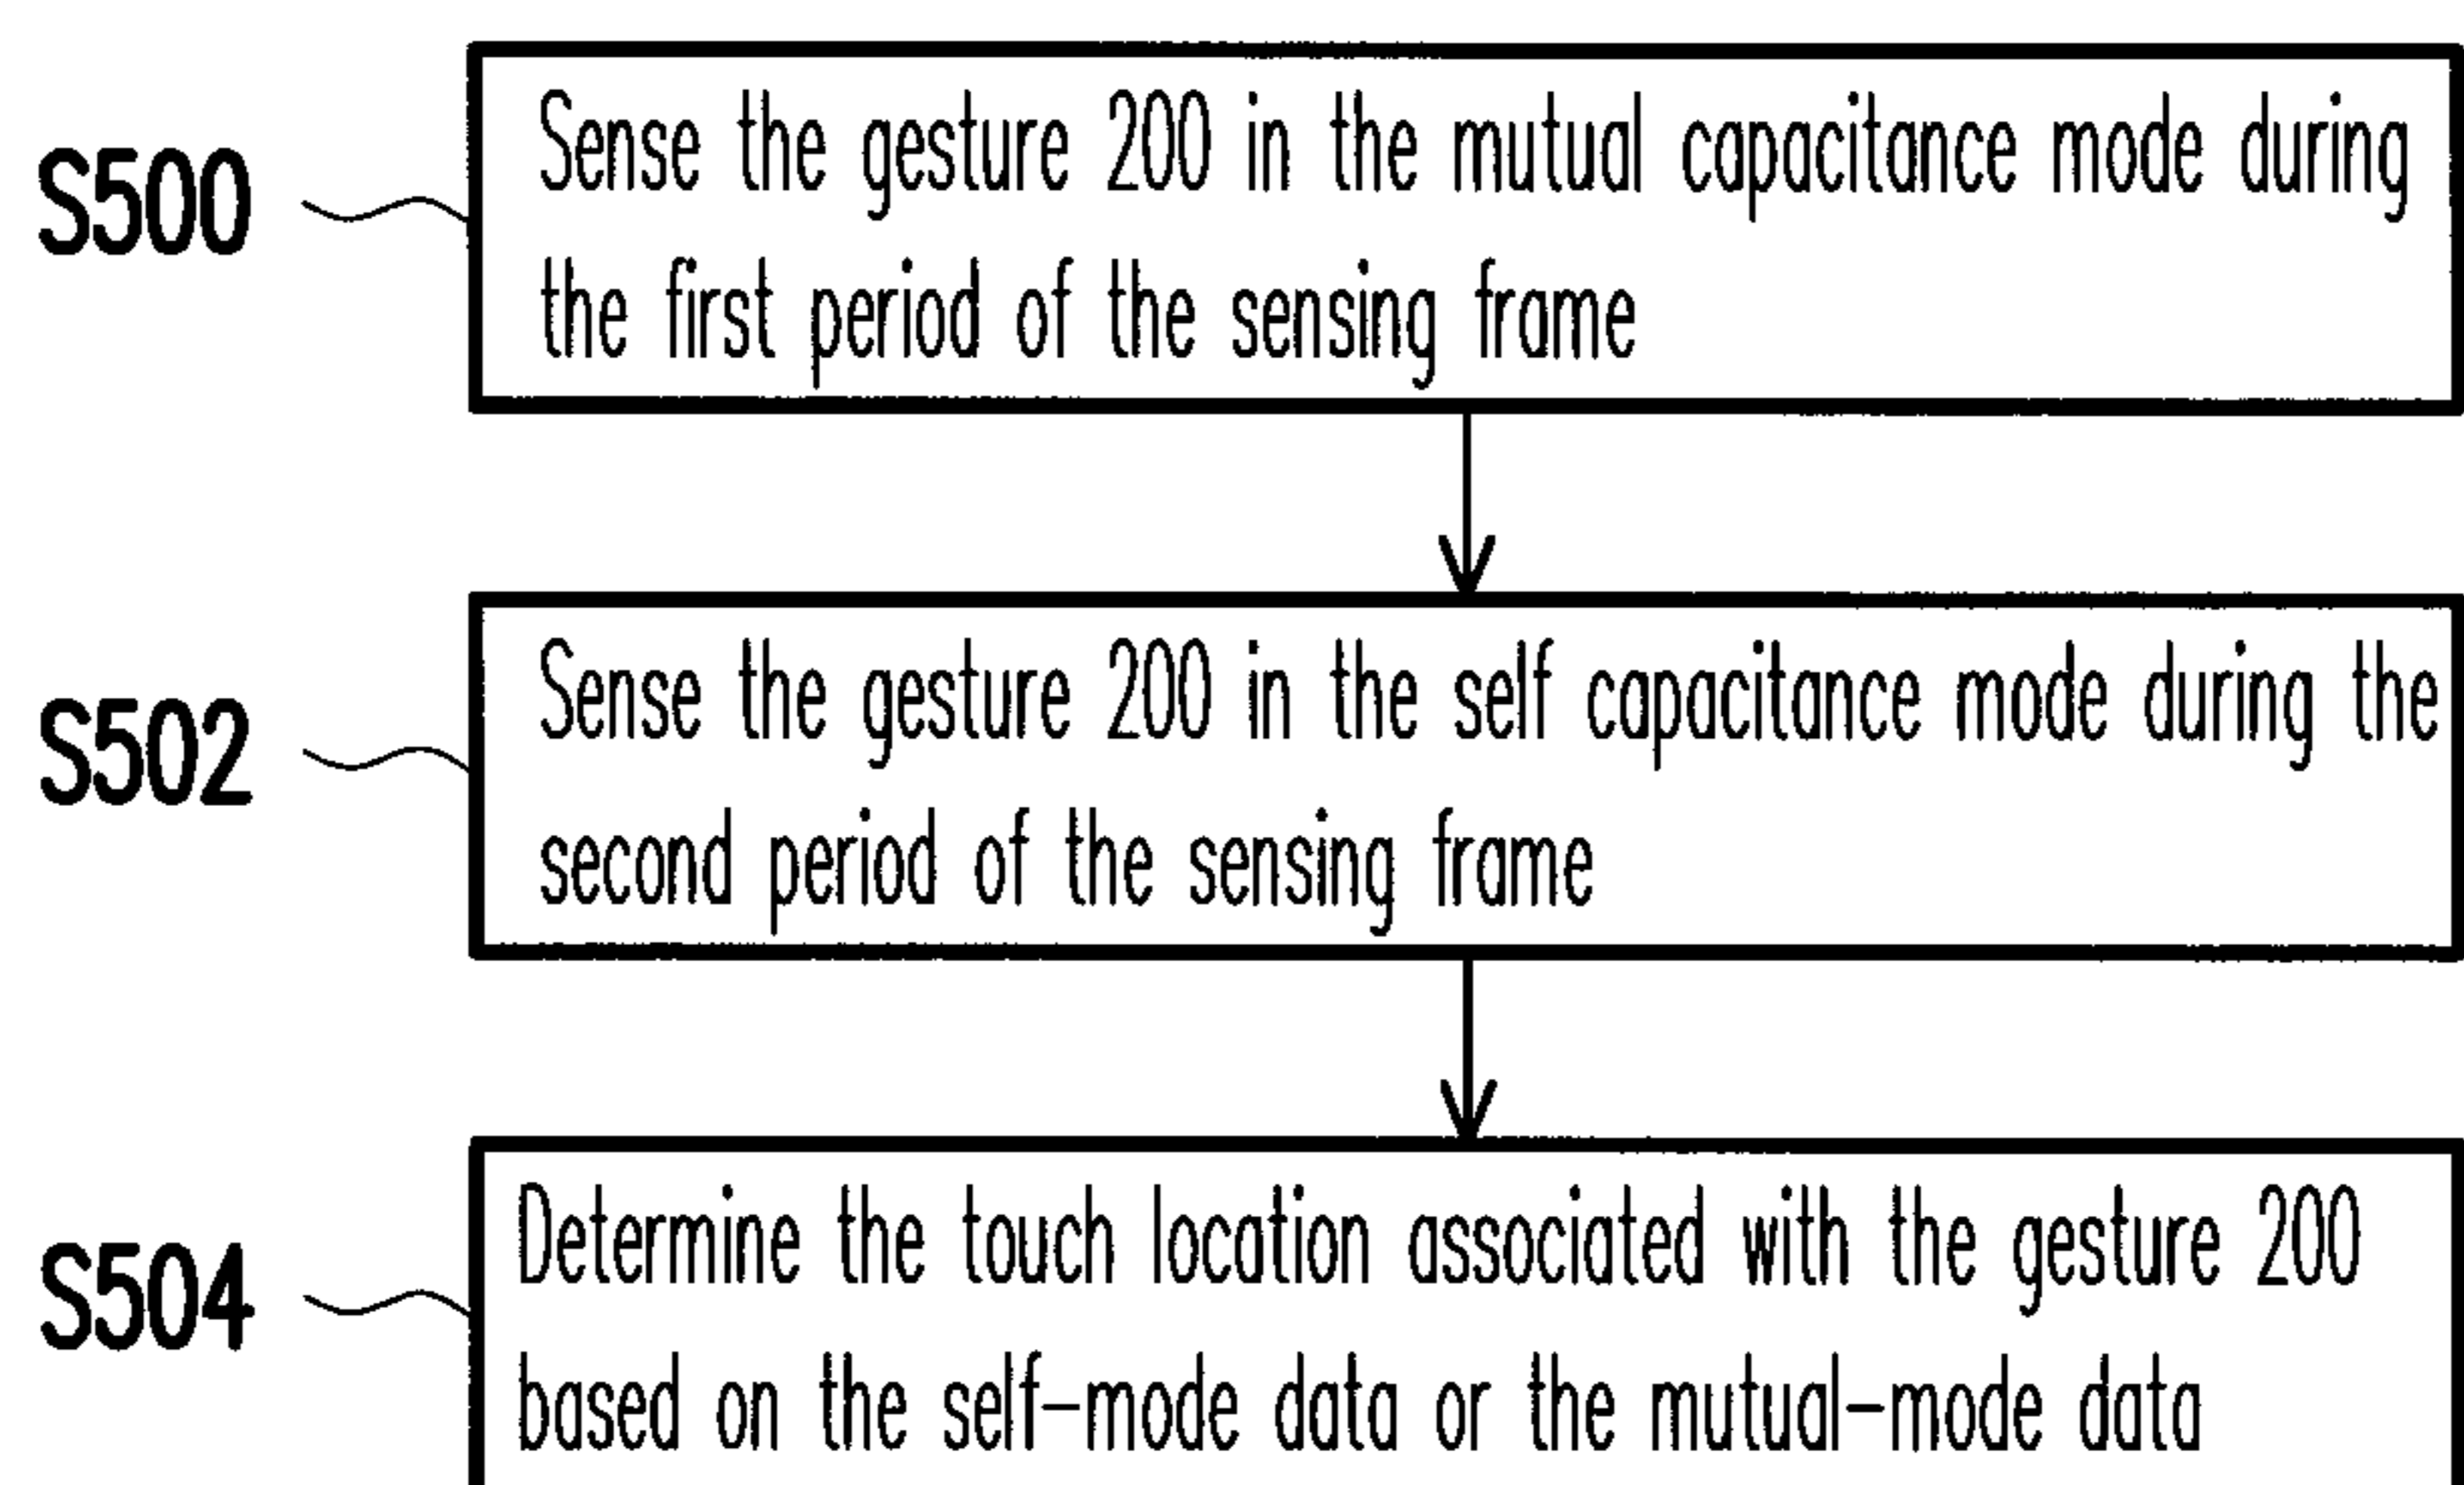 S500
Sense the gesture 200 in the mutual capacitance mode during
the first period of the sensing frame
S502
Sense the gesture 200 in the self capacitance mode during the
second period of the sensing frame
S504
Determine the touch location associated with the gesture 200
based on the self-mode data or the mutual-mode data